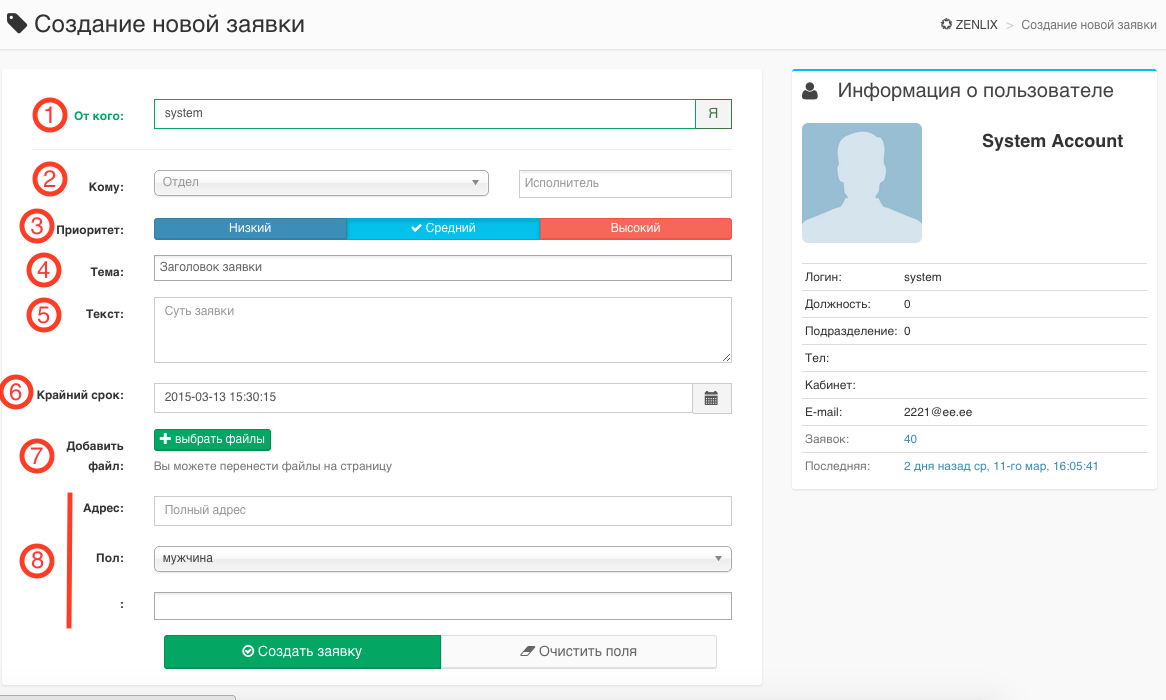 Создание новой заявки
ZENLIX > Создание новой заявки
1 От кого: system Я
2 Кому: Отдел Исполнитель
3 Приоритет: Низкий Средний Высокий
4 Тема: Заголовок заявки
5 Текст: Суть заявки
6 Крайний срок: 2015-03-13 15:30:15
7 Добавить файл: выбрать файлы
Вы можете перенести файлы на страницу
8
Адрес: Полный адрес
Пол: мужчина
:
Создать заявку Очистить поля
Информация о пользователе
System Account
Логин: system
Должность: 0
Подразделение: 0
Тел:
Кабинет:
E-mail: 2221@ee.ee
Заявок: 40
Последняя: 2 дня назад ср, 11-го мар, 16:05:41